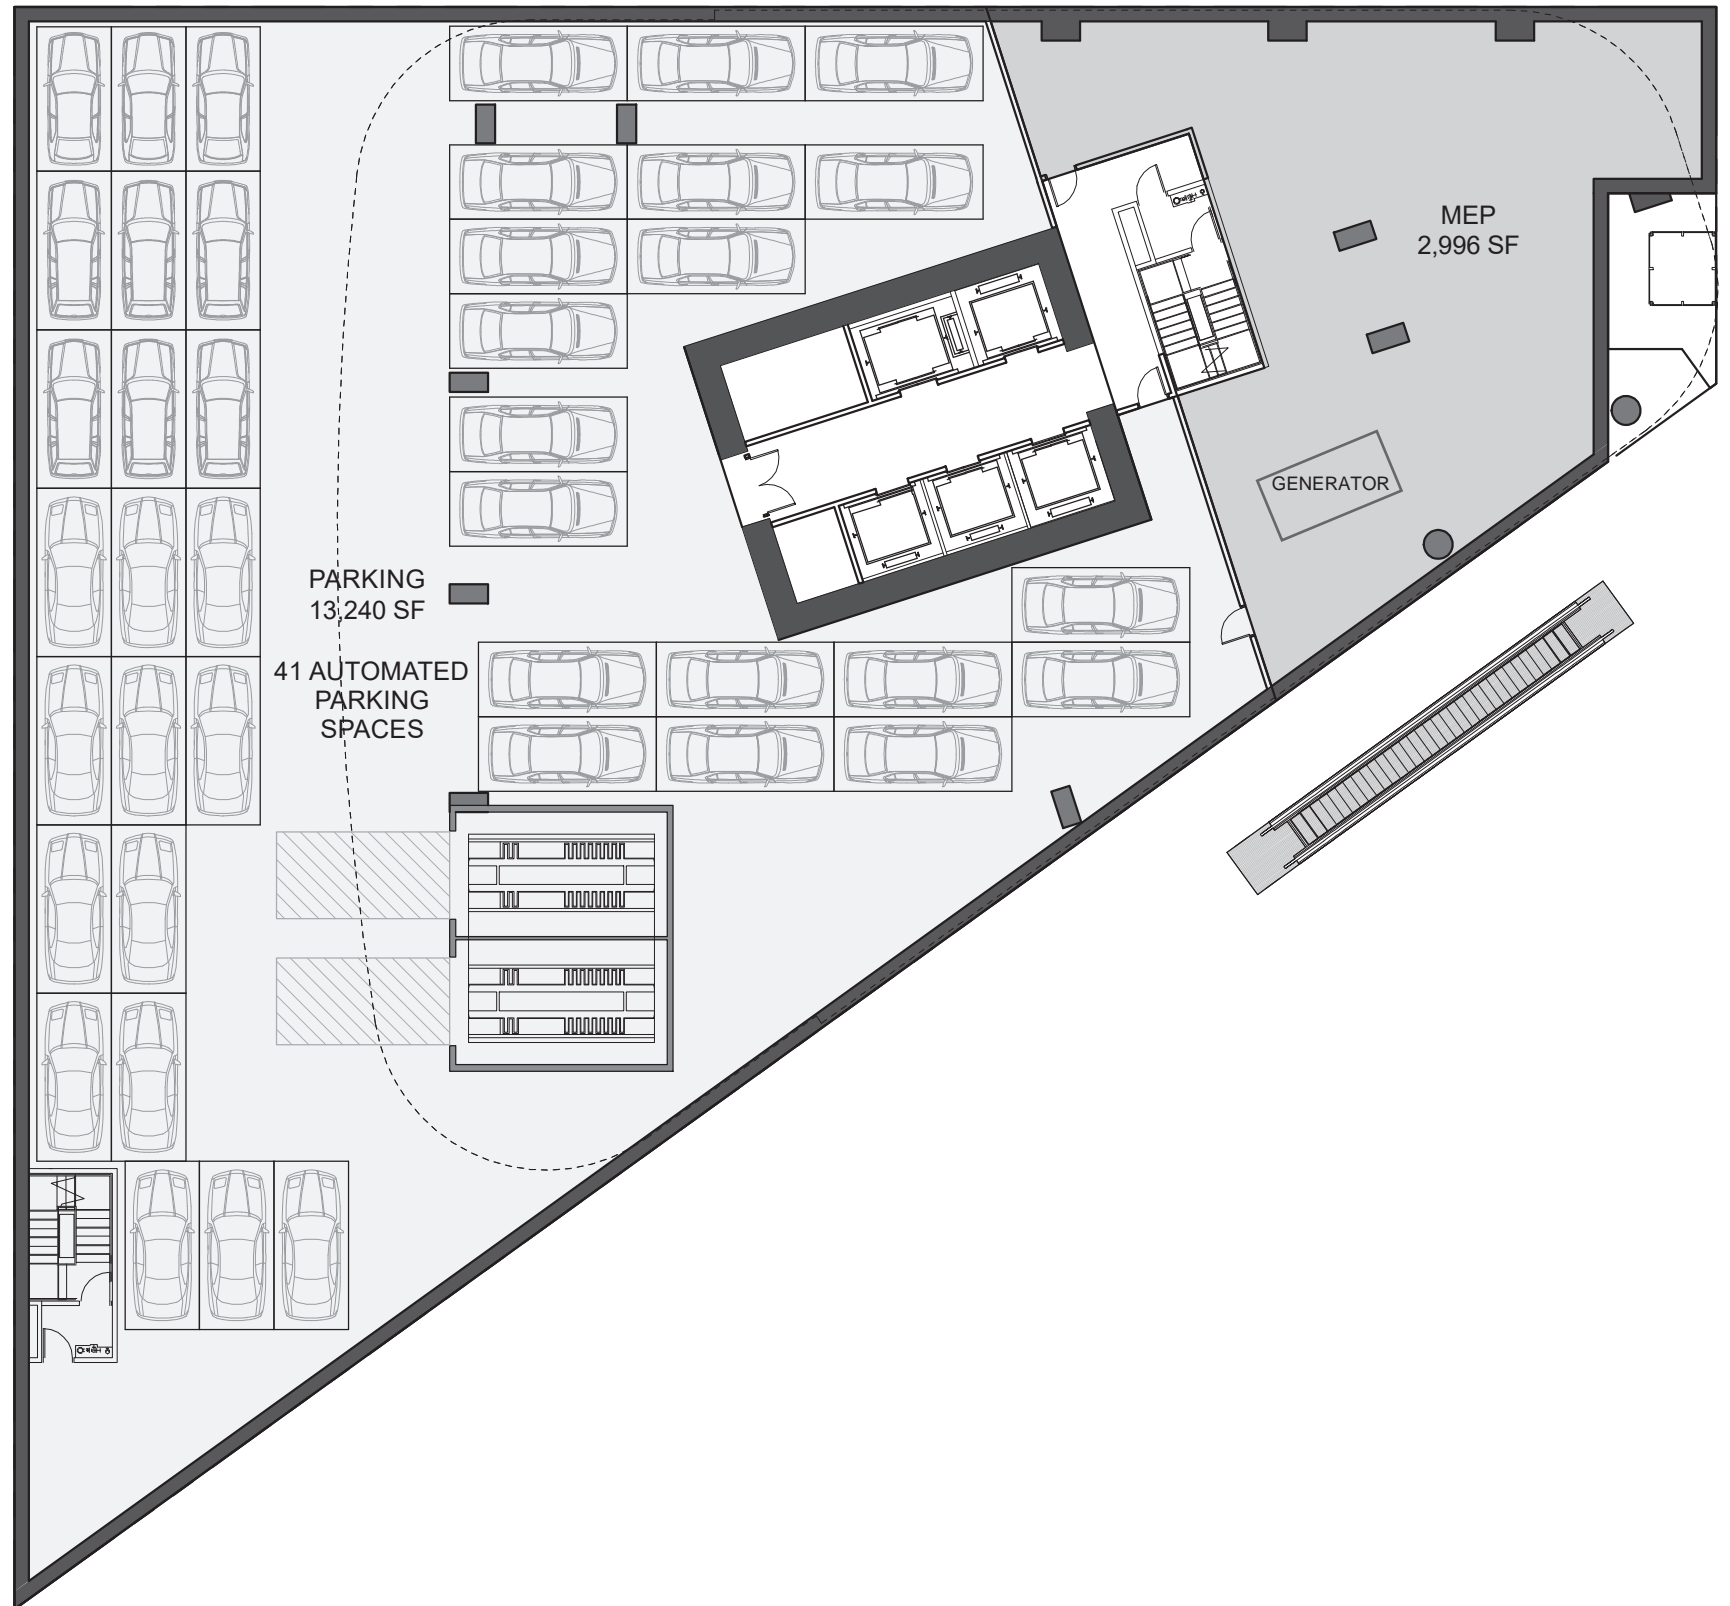 MEP
2,996 SF
GENERATOR
PARKING
13,240 SF
41 AUTOMATED
PARKING
SPACES